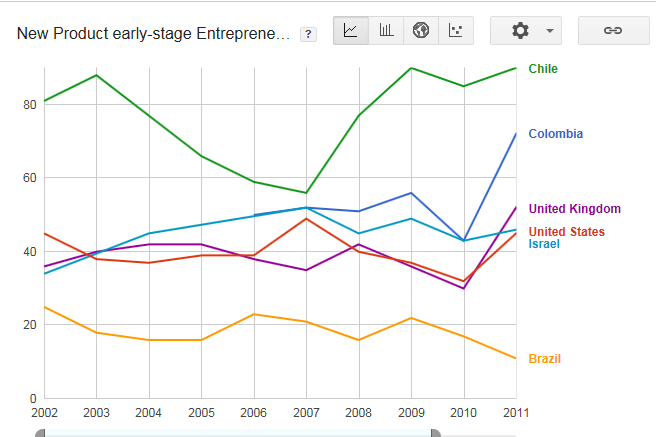 New Product early-stage Entreprene... ?
Chile
80
Colombia
60
United Kingdom
United States
40
Israel
20
Brazil
0
2002 2003 2004 2005 2006 2007 2008 2009 2010 2011